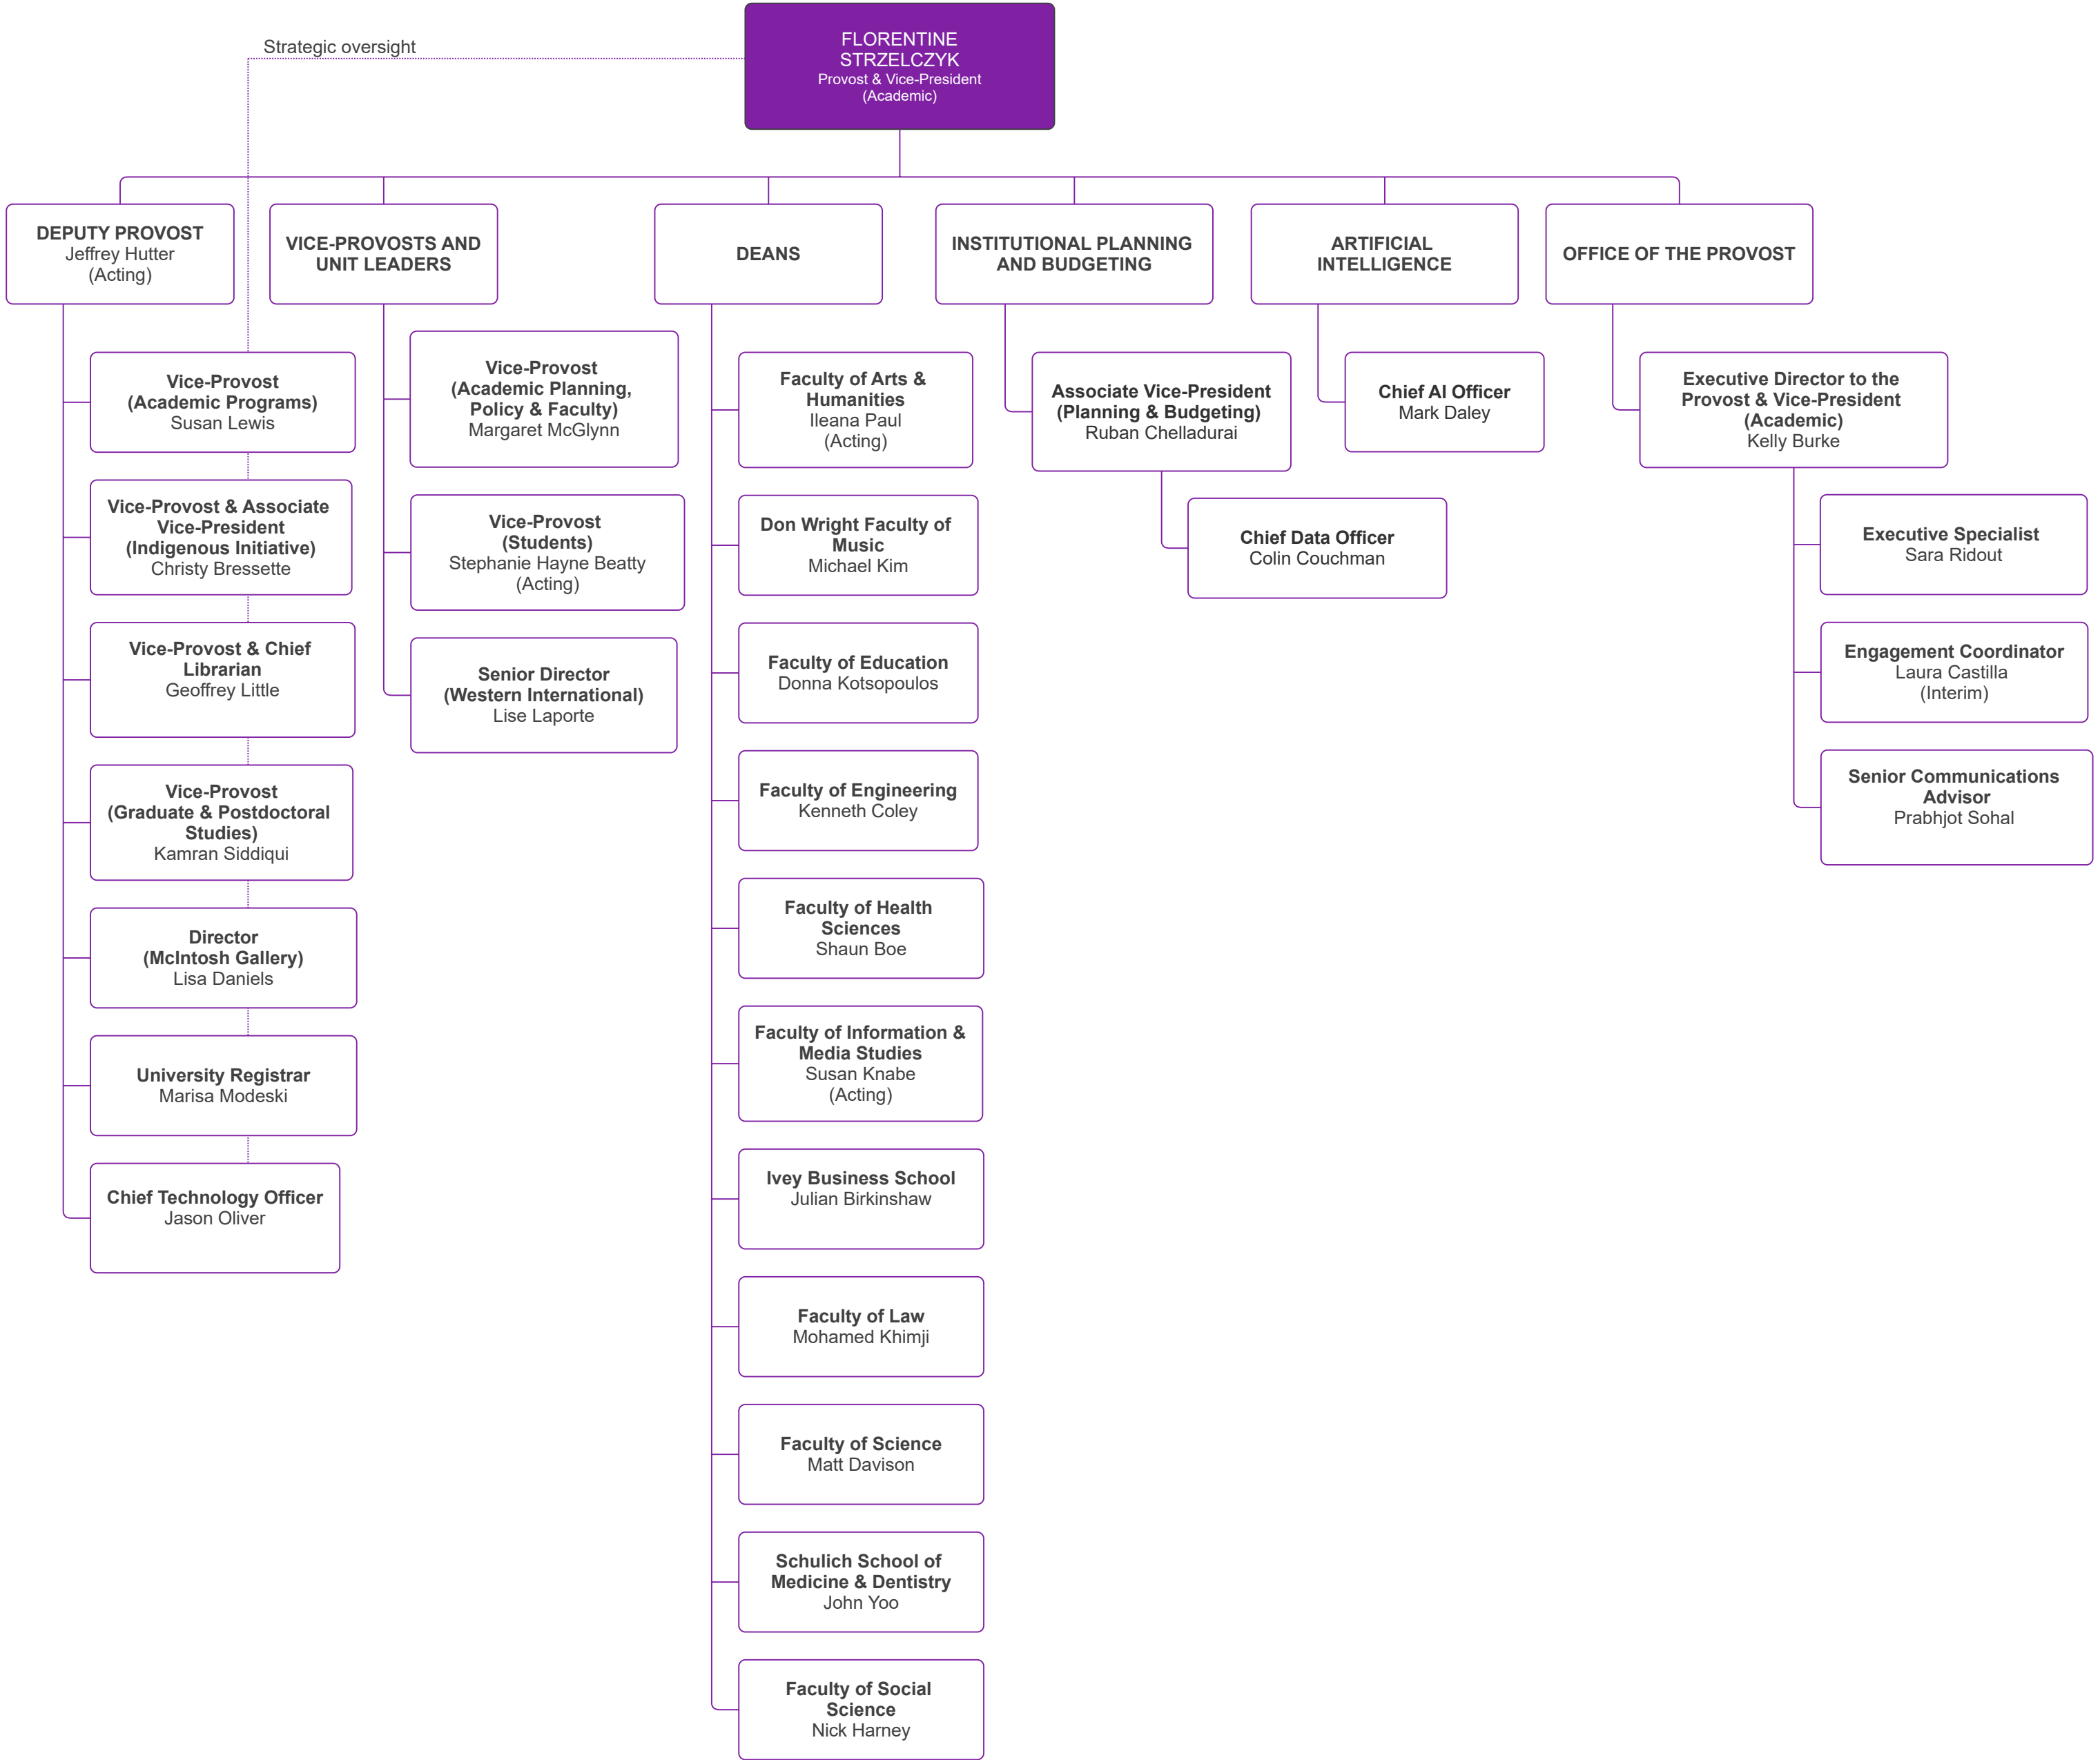 Strategic oversight
FLORENTINE
STRZELCZYK
Provost & Vice-President
(Academic)
DEPUTY PROVOST
Jeffrey Hutter
(Acting)
VICE-PROVOSTS AND
UNIT LEADERS
DEANS
INSTITUTIONAL PLANNING
AND BUDGETING
ARTIFICIAL
INTELLIGENCE
OFFICE OF THE PROVOST
Vice-Provost
(Academic Programs)
Susan Lewis
Vice-Provost & Associate
Vice-President
(Indigenous Initiative)
Christy Bressette
Vice-Provost & Chief
Librarian
Geoffrey Little
Vice-Provost
(Graduate & Postdoctoral
Studies)
Kamran Siddiqui
Director
(McIntosh Gallery)
Lisa Daniels
University Registrar
Marisa Modeski
Chief Technology Officer
Jason Oliver
Vice-Provost
(Academic Planning,
Policy & Faculty)
Margaret McGlynn
Vice-Provost
(Students)
Stephanie Hayne Beatty
(Acting)
Senior Director
(Western International)
Lise Laporte
Faculty of Arts &
Humanities
Ileana Paul
(Acting)
Don Wright Faculty of
Music
Michael Kim
Faculty of Education
Donna Kotsopoulos
Faculty of Engineering
Kenneth Coley
Faculty of Health
Sciences
Shaun Boe
Faculty of Information &
Media Studies
Susan Knabe
(Acting)
Ivey Business School
Julian Birkinshaw
Faculty of Law
Mohamed Khimji
Faculty of Science
Matt Davison
Schulich School of
Medicine & Dentistry
John Yoo
Faculty of Social
Science
Nick Harney
Associate Vice-President
(Planning & Budgeting)
Ruban Chelladurai
Chief Data Officer
Colin Couchman
Chief AI Officer
Mark Daley
Executive Director to the
Provost & Vice-President
(Academic)
Kelly Burke
Executive Specialist
Sara Ridout
Engagement Coordinator
Laura Castilla
(Interim)
Senior Communications
Advisor
Prabhjot Sohal